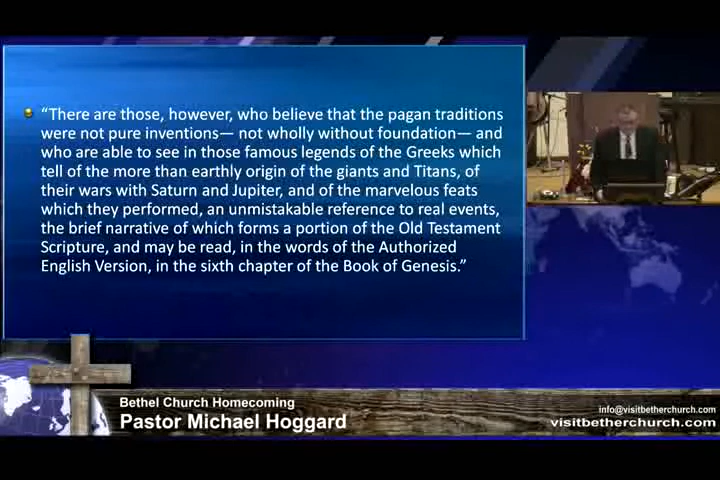 “There are those, however, who believe that the pagan traditions
were not pure inventions— not wholly without foundation— and
who are able to see in those famous legends of the Greeks which
tell of the more than earthly origin of the giants and Titans, of
their wars with Saturn and Jupiter, and of the marvelous feats
which they performed, an unmistakable reference to real events,
the brief narrative of which forms a portion of the Old Testament
Scripture, and may be read, in the words of the Authorized
English Version, in the sixth chapter of the Book of Genesis.”
Bethel Church Homecoming
Pastor Michael Hoggard
info@visitbetherchurch.com
visitbetherchurch.com